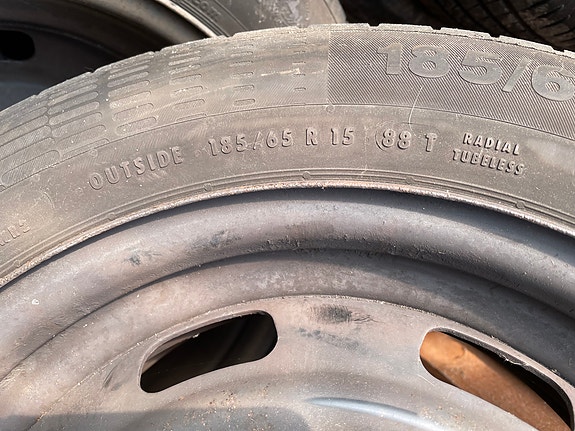 185/6
OUTSIDE 185/65 R 15 88 T RADIAL
TUBELESS